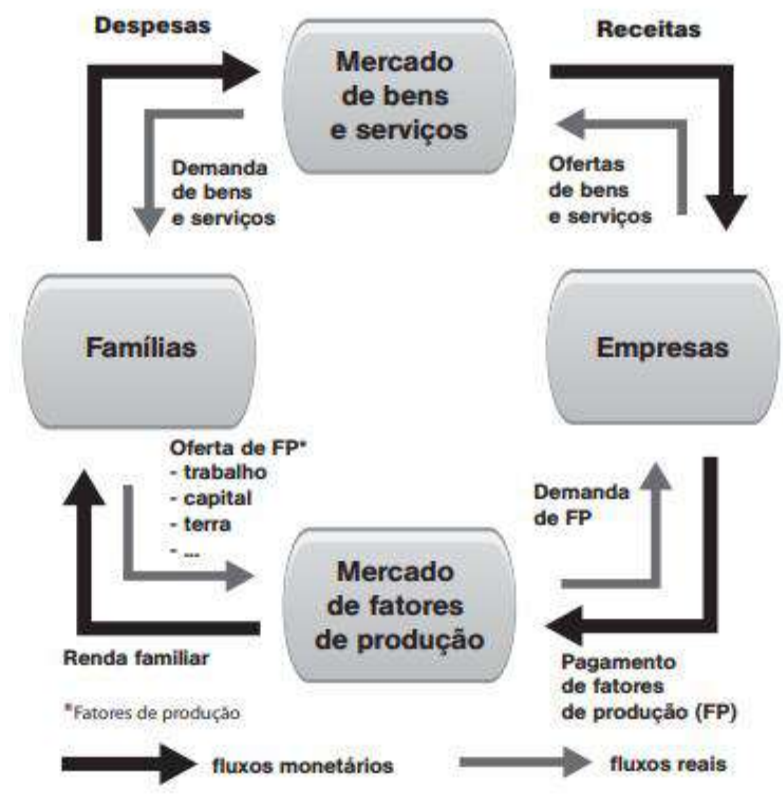 Despesas
Mercado
de bens
e serviços
Receitas
Demanda
de bens
e serviços
Ofertas
de bens
e serviços
Famílias
Empresas
Oferta de FP*
- trabalho
- capital
- terra
- ...
Demanda
de FP
Mercado
de fatores
de produção
Renda familiar
Pagamento
de fatores
de produção (FP)
*Fatores de produção
fluxos monetários
fluxos reais